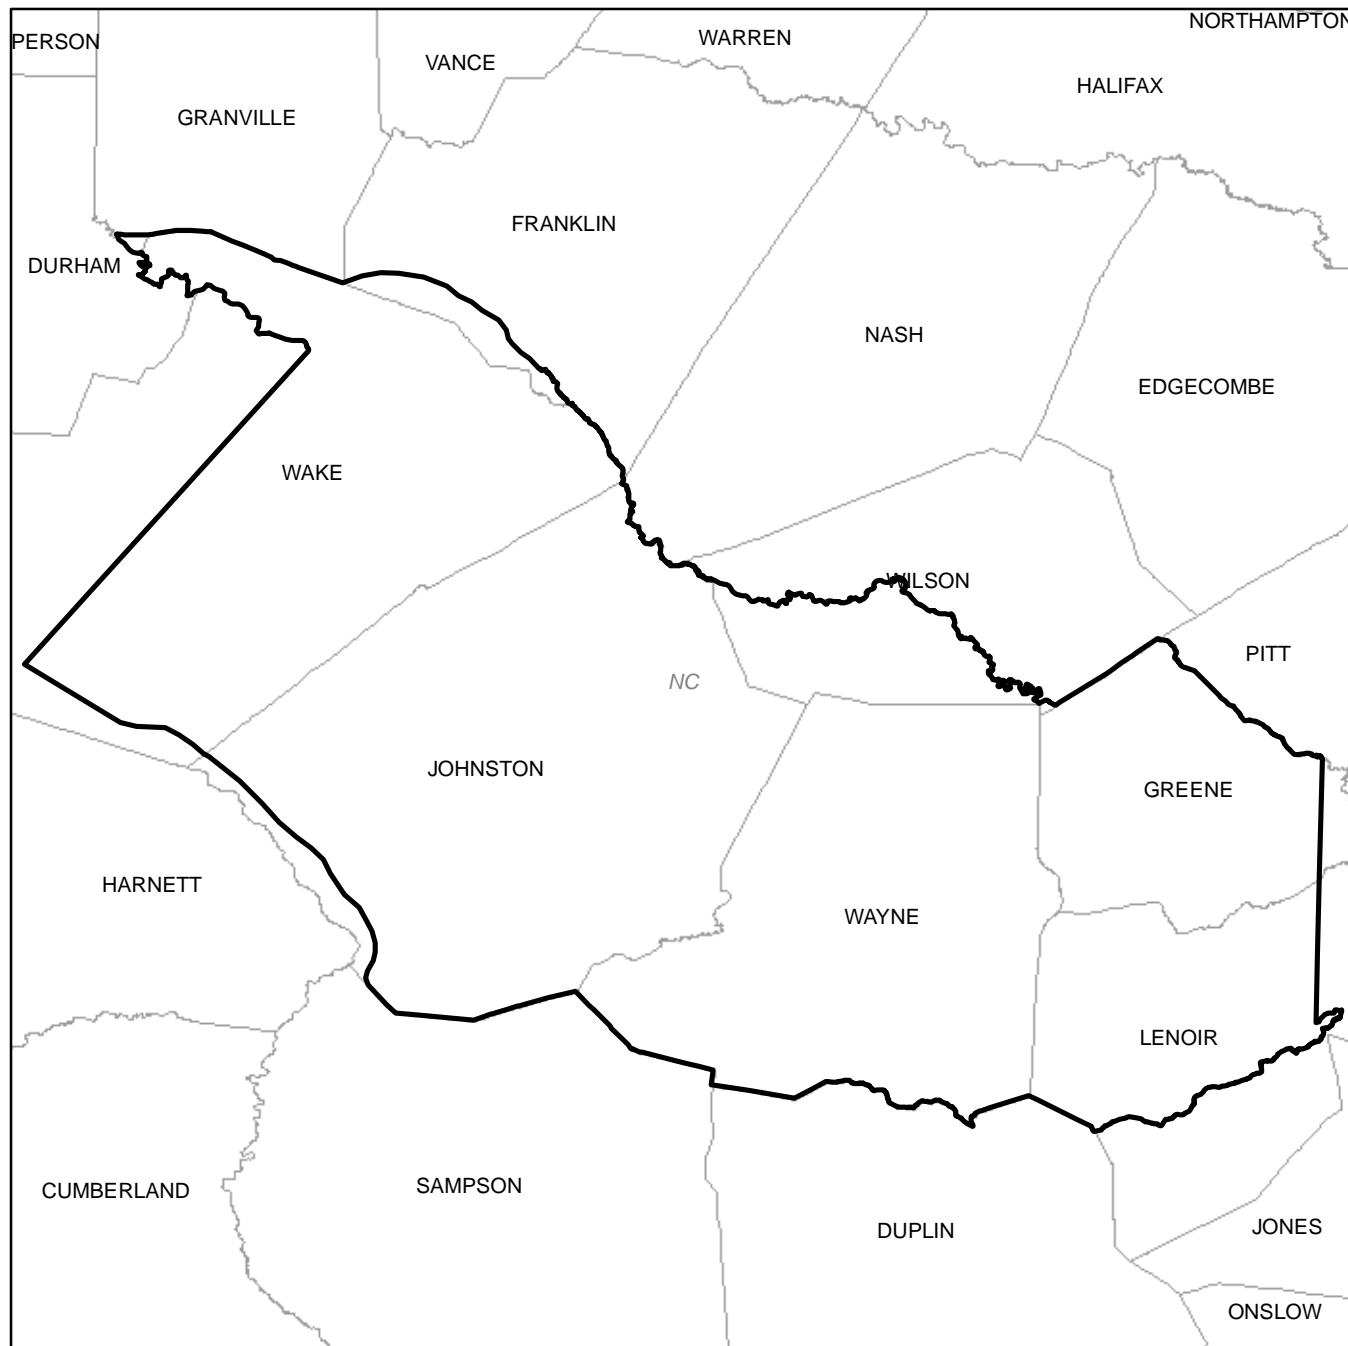 NORTHAMPTON
PERSON
WARREN
VANCE
HALIFAX
GRANVILLE
FRANKLIN
DURHAM
NASH
EDGECOMBE
WAKE
WILSON
PITT
NC
JOHNSTON
GREENE
HARNETT
WAYNE
LENOIR
SAMPSON
CUMBERLAND
JONES
DUPLIN
ONSLOW